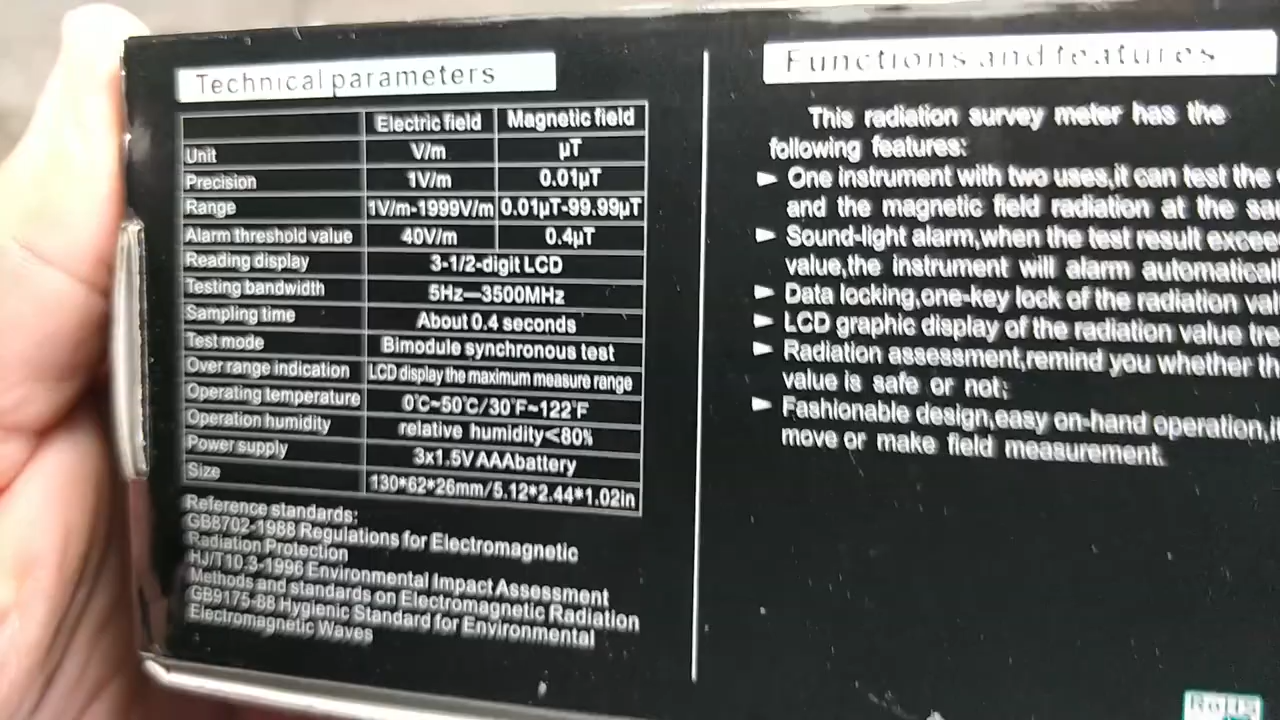 Technical parameters
Electric field Magnetic field
Unit V/m µT
Precision 1V/m 0.01µT
Range 1V/m-1999V/m 0.01µT-99.99µT
Alarm threshold value 40V/m 0.4µT
Reading display 3-1/2-digit LCD
Testing bandwidth 5Hz—3500MHz
Sampling time About 0.4 seconds
Test mode Bimodule synchronous test
Over range indication LCD display the maximum measure range
Operating temperature 0℃~50℃/30℉~122℉
Operation humidity relative humidity<80%
Power supply 3x1.5VAAAbattery
Size 130*62*26mm/5.12*2.44*1.02in
Reference standards:
GB8702-1988 Regulations for Electromagnetic
Radiation Protection
HJ/T10.3-1996 Environmental Impact Assessment
Methods and standards on Electromagnetic Radiation
GB9175-88 Hygienic Standard for Environmental
Electromagnetic Waves
Functions and features
This radiation survey meter has the
following features:
► One instrument with two uses,it can test the
and the magnetic field radiation at the
► Sound-light alarm,when the test result
value,the instrument will alarm
► Data locking,one-key lock of the radiation
► LCD graphic display of the radiation value
► Radiation assessment,remind you whether
value is safe or not;
► Fashionable design,easy on-hand operation,
move or make field measurement.